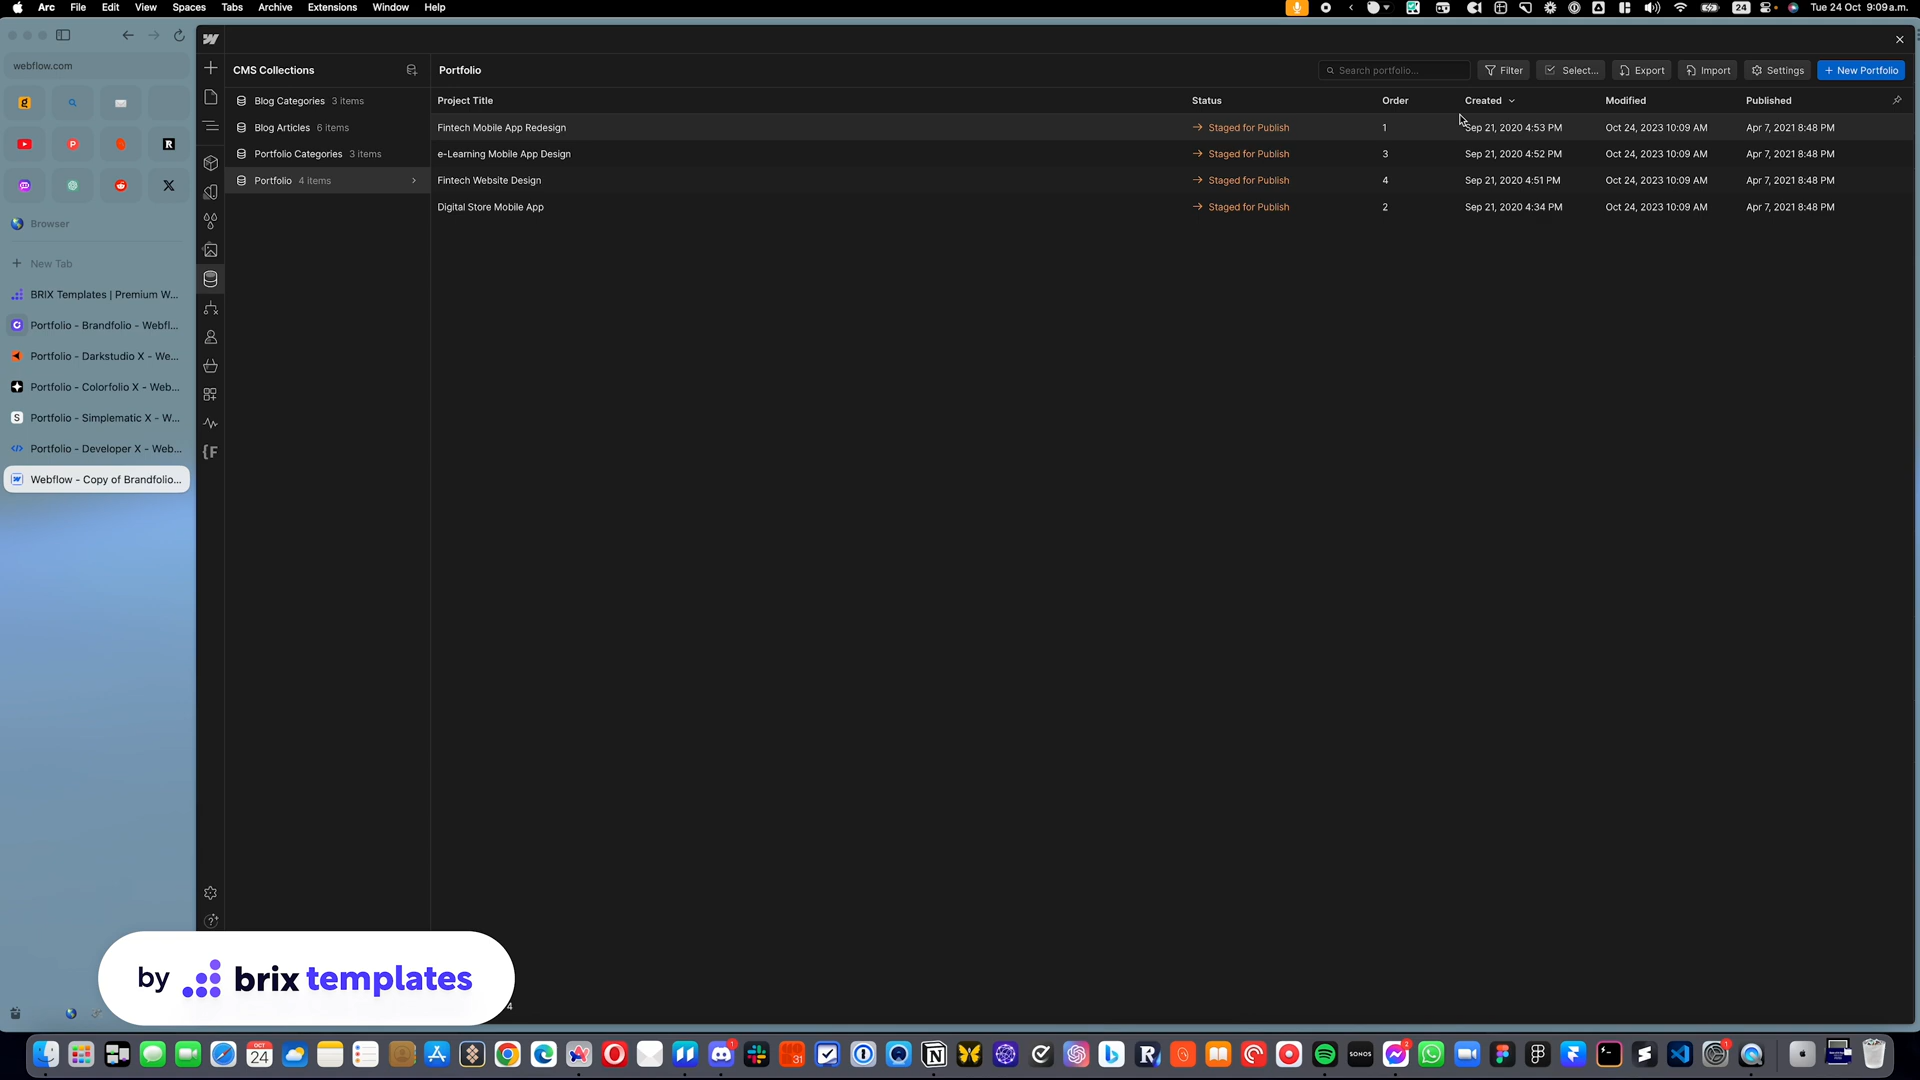 Arc File Edit View Spaces Tabs Archive Extensions Window Help
24 Tue 24 Oct 9:09 a.m.
webflow.com
Browser
New Tab
BRIX Templates | Premium W...
Portfolio - Brandfolio - Webfl...
Portfolio - Darkstudio X - We...
Portfolio - Colorfolio X - Web...
Portfolio - Simplematic X - W...
Portfolio - Developer X - Web...
Webflow - Copy of Brandfolio...
CMS Collections
Blog Categories 3 items
Blog Articles 6 items
Portfolio Categories 3 items
Portfolio 4 items
Portfolio
Search portfolio...
Filter Select... Export Import Settings + New Portfolio
Project Title Status Order Created Modified Published
Fintech Mobile App Redesign Staged for Publish 1 Sep 21, 2020 4:53 PM Oct 24, 2023 10:09 AM Apr 7, 2021 8:48 PM
e-Learning Mobile App Design Staged for Publish 3 Sep 21, 2020 4:52 PM Oct 24, 2023 10:09 AM Apr 7, 2021 8:48 PM
Fintech Website Design Staged for Publish 4 Sep 21, 2020 4:51 PM Oct 24, 2023 10:09 AM Apr 7, 2021 8:48 PM
Digital Store Mobile App Staged for Publish 2 Sep 21, 2020 4:34 PM Oct 24, 2023 10:09 AM Apr 7, 2021 8:48 PM
by brix templates
4
OCT
24
31
SONOS